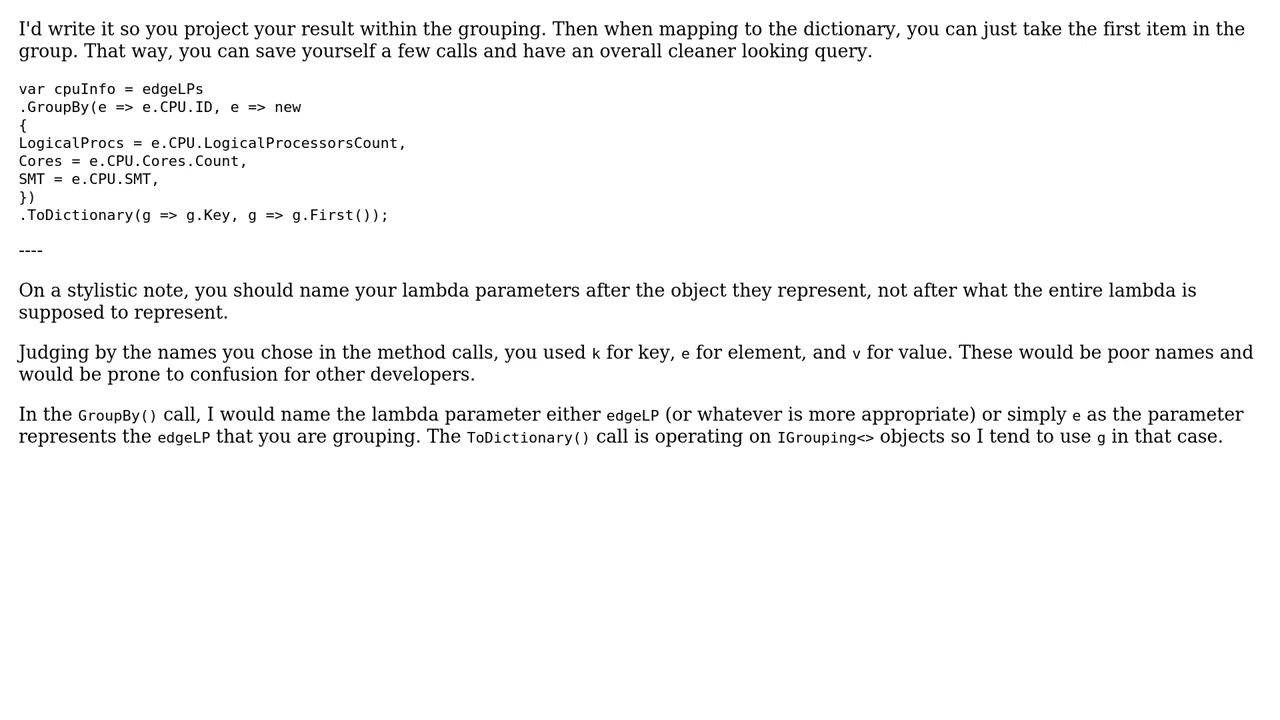 I'd write it so you project your result within the grouping. Then when mapping to the dictionary, you can just take the first item in the
group. That way, you can save yourself a few calls and have an overall cleaner looking query.
var cpuInfo = edgeLPs
.GroupBy(e => e.CPU.ID, e => new
{
LogicalProcs = e.CPU.LogicalProcessorsCount,
Cores = e.CPU.Cores.Count,
SMT = e.CPU.SMT,
})
.ToDictionary(g => g.Key, g => g.First());
----
On a stylistic note, you should name your lambda parameters after the object they represent, not after what the entire lambda is
supposed to represent.
Judging by the names you chose in the method calls, you used k for key, e for element, and v for value. These would be poor names and
would be prone to confusion for other developers.
In the GroupBy() call, I would name the lambda parameter either edgeLP (or whatever is more appropriate) or simply e as the parameter
represents the edgeLP that you are grouping. The ToDictionary() call is operating on IGrouping<> objects so I tend to use g in that case.